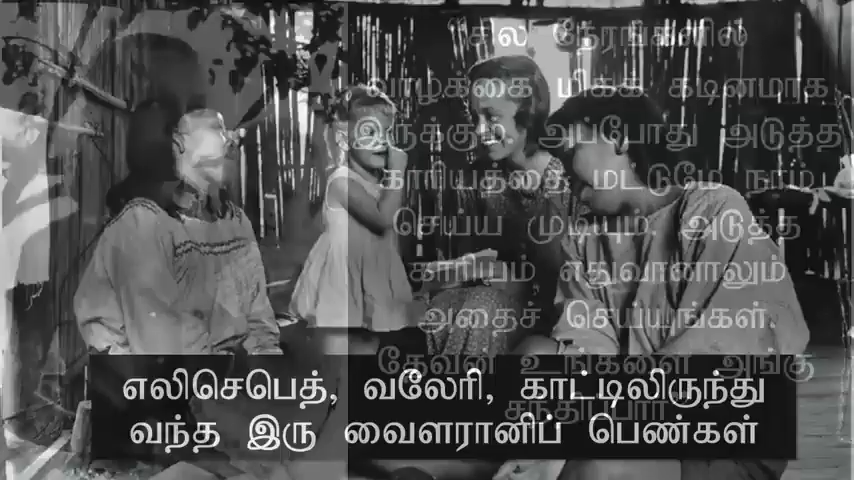 சில நேரங்களில்
வாழ்க்கை மிகக் கடினமாக
இருக்கும் அப்போது அடுத்த
காரியத்தை மட்டுமே நாம்
செய்ய முடியும். அடுத்த
காரியம் எதுவானாலும்
அதைச் செய்யுங்கள்,
தேவன் உங்களை அங்கு
சந்திப்பார்
எலிசெபெத், வலேரி, காட்டிலிருந்து
வந்த இரு வைளரானிப் பெண்கள்